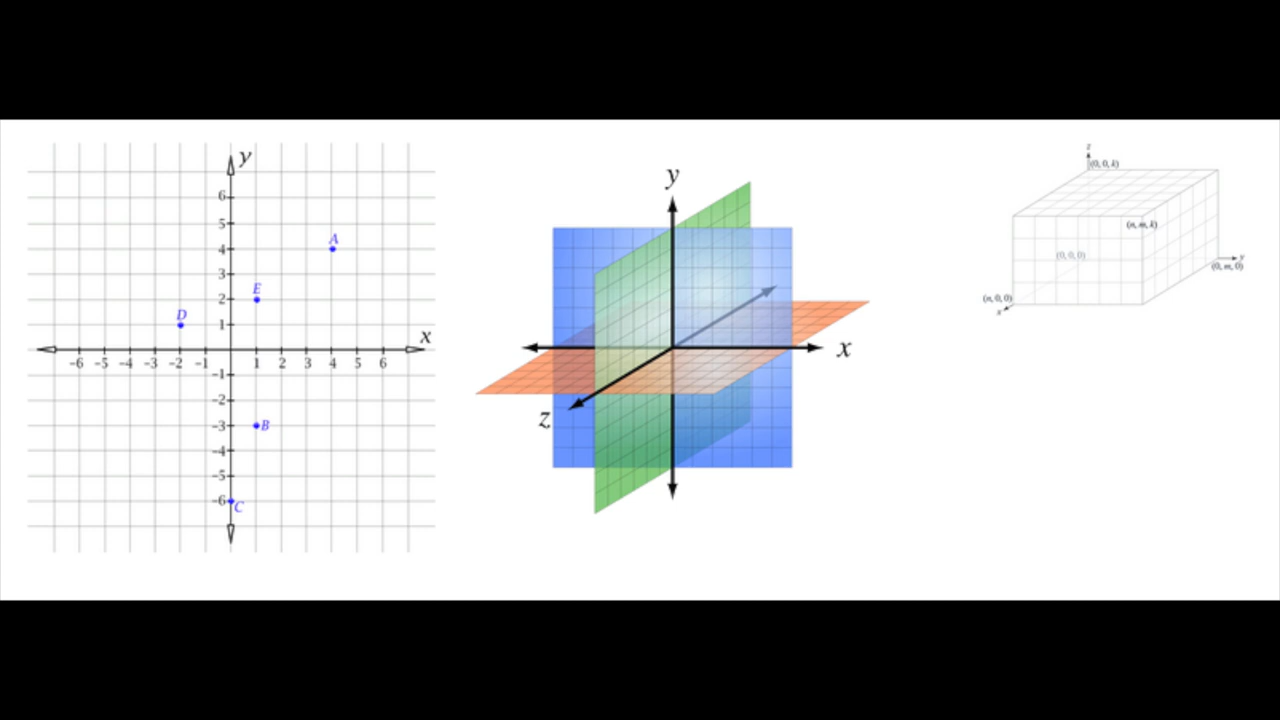 y
6
5
4
3
2
1
A
E
D
x
−6 −5 −4 −3 −2 −1 1 2 3 4 5 6
−1
−2
−3
−4
−5
−6
B
C
y
x
z
z
(0, 0, k)
(n, m, k)
(0, 0, 0)
y
(0, m, 0)
(n, 0, 0)
x